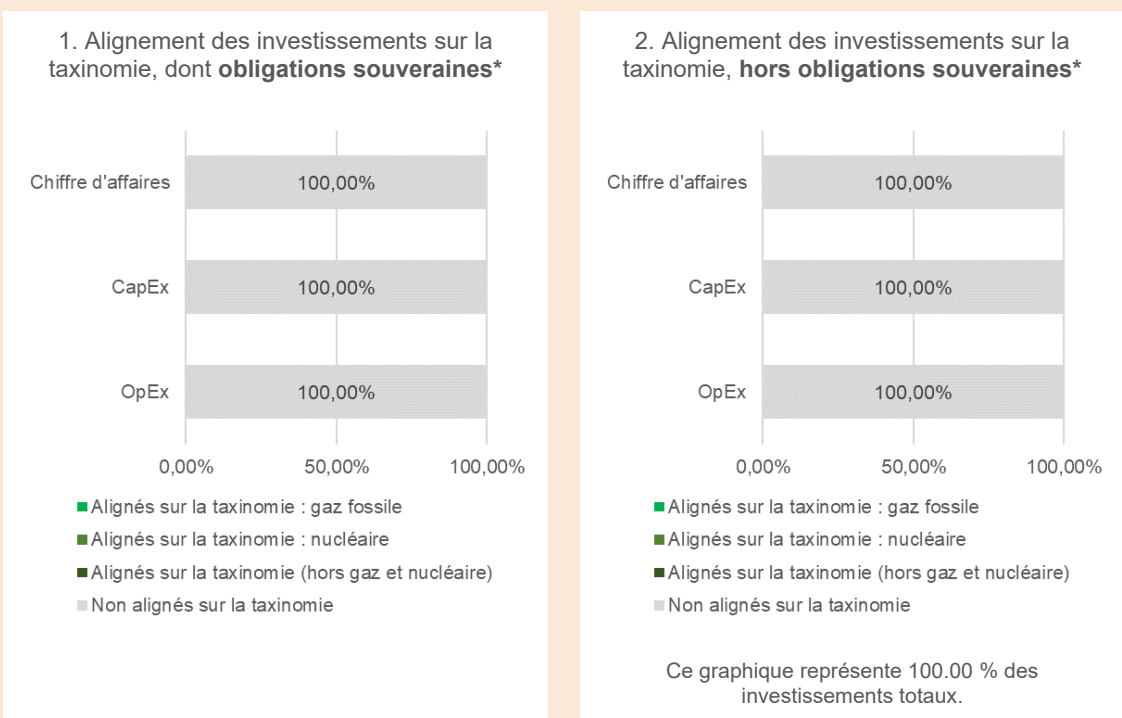 1. Alignement des investissements sur la
taxinomie, dont obligations souveraines*
Chiffre d'affaires
100,00%
CapEx
100,00%
OpEx
100,00%
0,00%
50,00%
100,00%
Alignés sur la taxinomie : gaz fossile
Alignés sur la taxinomie : nucléaire
Alignés sur la taxinomie (hors gaz et nucléaire)
Non alignés sur la taxinomie
2. Alignement des investissements sur la
taxinomie, hors obligations souveraines*
Chiffre d'affaires
100,00%
CapEx
100,00%
OpEx
100,00%
0,00%
50,00%
100,00%
Alignés sur la taxinomie : gaz fossile
Alignés sur la taxinomie : nucléaire
Alignés sur la taxinomie (hors gaz et nucléaire)
Non alignés sur la taxinomie
Ce graphique représente 100.00 % des
investissements totaux.